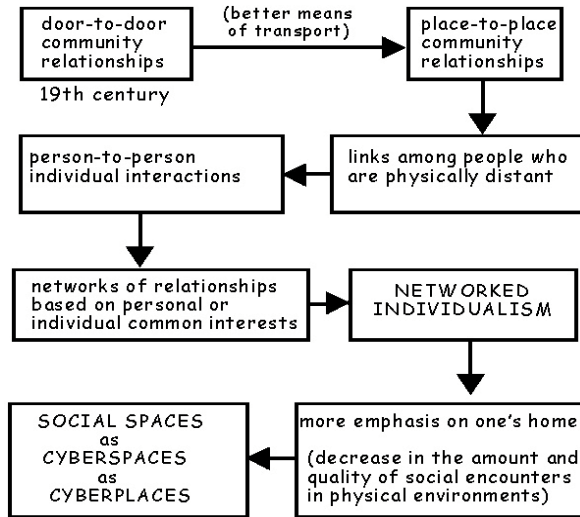 door-to-door
community
relationships
(better means
of transport)
place-to-place
community
relationships
19th century
person-to-person
individual interactions
links among people who
are physically distant
networks of relationships
based on personal or
individual common interests
NETWORKED
INDIVIDUALISM
SOCIAL SPACES
as
CYBERSPACES
as
CYBERPLACES
more emphasis on one's home
(decrease in the amount and
quality of social encounters
in physical environments)